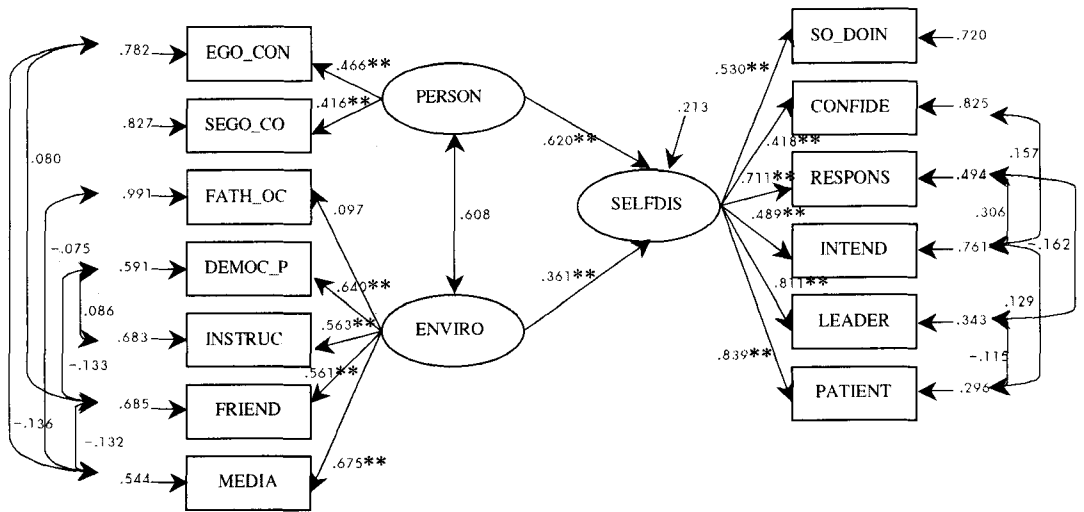 .782
EGO_CON
.466**
.827
SEGO_CO
.416**
PERSON
.080
.991
FATH_OC
.097
-.075
.591
DEMOC_P
.640**
.086
.683
INSTRUC
.563**
-.133
.561**
.685
FRIEND
-.136
-.132
.544
MEDIA
.675**
ENVIRO
.608
.620**
.361**
.213
SELFDIS
.530**
SO_DOIN
.720
.418**
CONFIDE
.825
.157
.711**
RESPONS
.494
.306
.489**
INTEND
.761
-.162
.811**
.129
LEADER
.343
-.115
.839**
PATIENT
.296